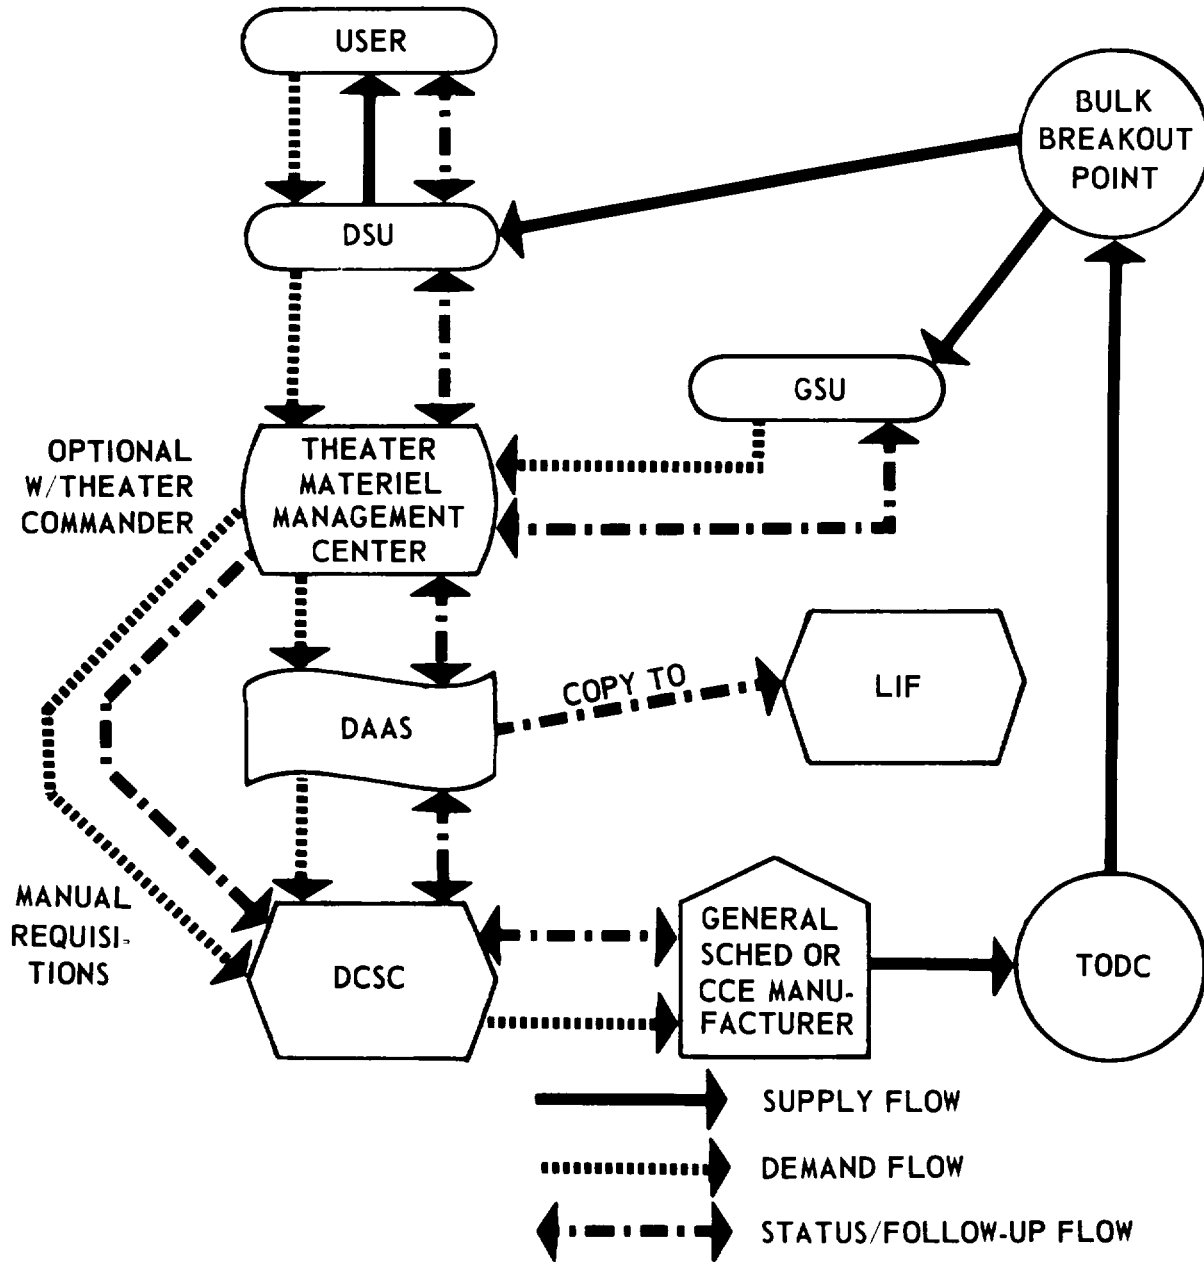 USER
BULK
BREAKOUT
POINT
DSU
GSU
OPTIONAL
W/THEATER
COMMANDER
THEATER
MATERIEL
MANAGEMENT
CENTER
COPY TO
LIF
DAAS
MANUAL
REQUISI-
TIONS
DCSC
GENERAL
SCHED OR
CCE MANU-
FACTURER
TODC
SUPPLY FLOW
DEMAND FLOW
STATUS/FOLLOW-UP FLOW